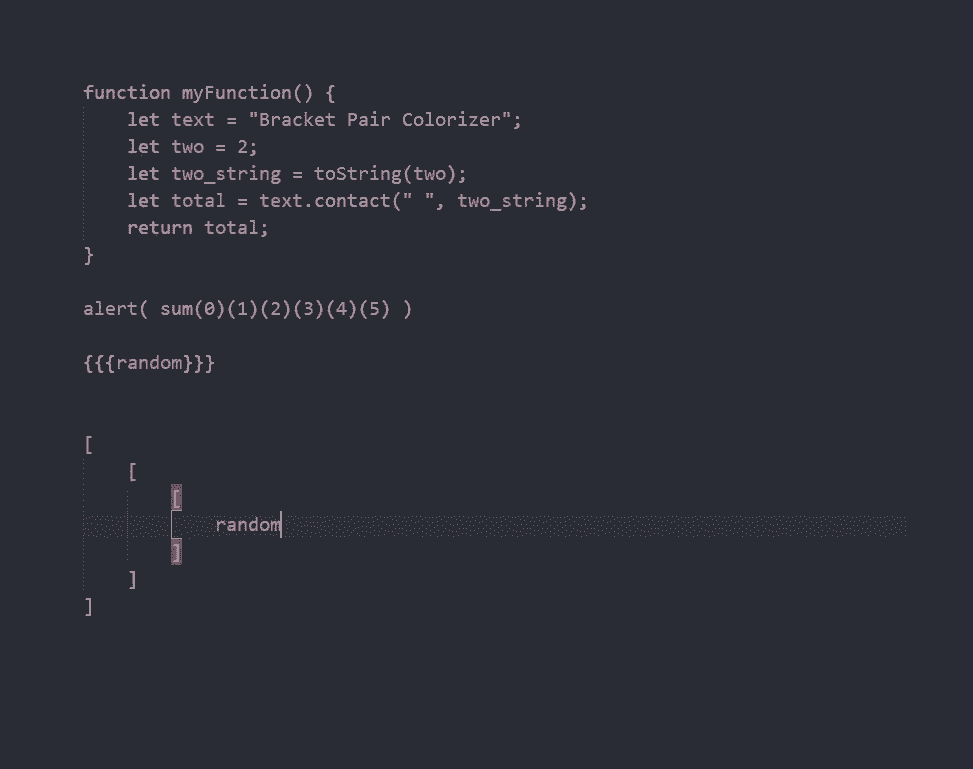 function myFunction() {
    let text = "Bracket Pair Colorizer";
    let two = 2;
    let two_string = toString(two);
    let total = text.contact(" ", two_string);
    return total;
}
alert( sum(0)(1)(2)(3)(4)(5) )
{{{random}}}
[
    [
        [
            random
        ]
    ]
]